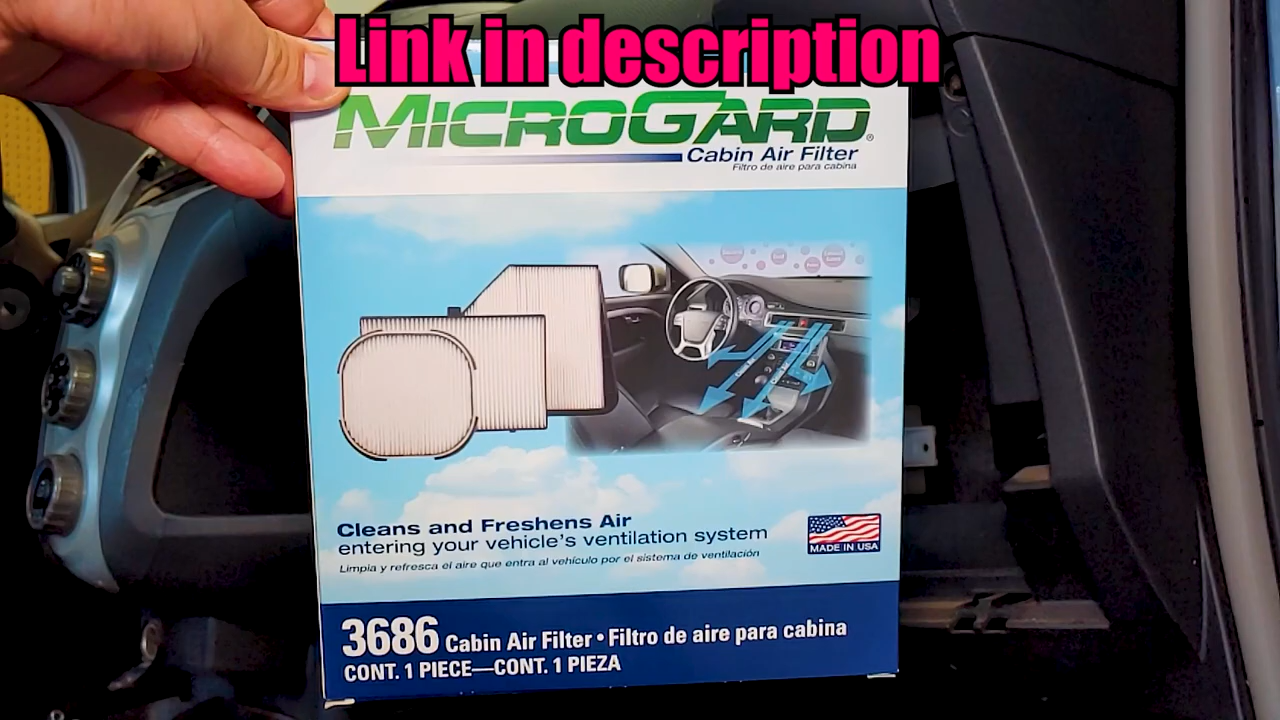 Link in description
MICROGARD®
Cabin Air Filter
Filtro de aire para cabina
Cleans and Freshens Air
entering your vehicle's ventilation system
Limpia y refresca el aire que entra al vehículo por el sistema de ventilación
MADE IN USA
3686 Cabin Air Filter • Filtro de aire para cabina
CONT. 1 PIECE—CONT. 1 PIEZA